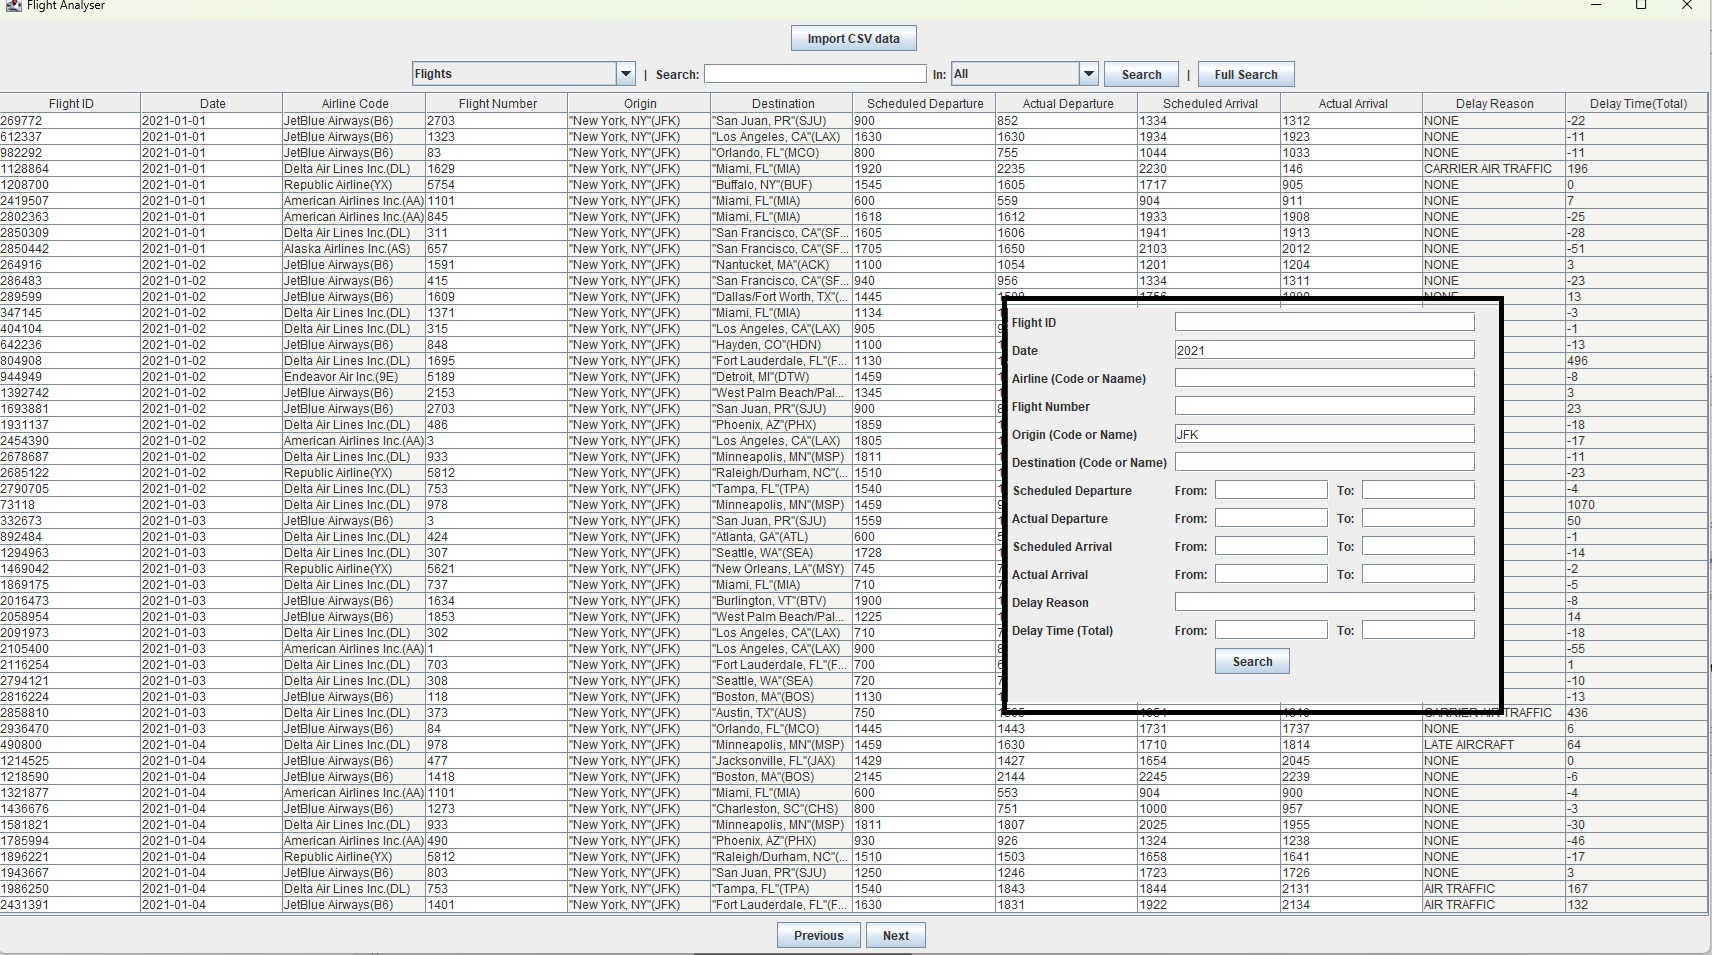 Flight Analyser
Import CSV data
Flights | Search: In: All Search | Full Search
Flight ID Date Airline Code Flight Number Origin Destination Scheduled Departure Actual Departure Scheduled Arrival Actual Arrival Delay Reason Delay Time(Total)
269772 2021-01-01 JetBlue Airways(B6) 2703 "New York, NY"(JFK) "San Juan, PR"(SJU) 900 852 1334 1312 NONE -22
612337 2021-01-01 JetBlue Airways(B6) 1323 "New York, NY"(JFK) "Los Angeles, CA"(LAX) 1630 1630 1934 1923 NONE -11
982292 2021-01-01 JetBlue Airways(B6) 83 "New York, NY"(JFK) "Orlando, FL"(MCO) 800 755 1044 1033 NONE -11
1128864 2021-01-01 Delta Air Lines Inc.(DL) 1629 "New York, NY"(JFK) "Miami, FL"(MIA) 1920 2235 2230 146 CARRIER AIR TRAFFIC 196
1208700 2021-01-01 Republic Airline(YX) 5754 "New York, NY"(JFK) "Buffalo, NY"(BUF) 1545 1605 1717 905 NONE 0
2419507 2021-01-01 American Airlines Inc.(AA) 1101 "New York, NY"(JFK) "Miami, FL"(MIA) 600 559 904 911 NONE 7
2802363 2021-01-01 American Airlines Inc.(AA) 845 "New York, NY"(JFK) "Miami, FL"(MIA) 1618 1612 1933 1908 NONE -25
2850309 2021-01-01 Delta Air Lines Inc.(DL) 311 "New York, NY"(JFK) "San Francisco, CA"(SF... 1605 1606 1941 1913 NONE -28
2850442 2021-01-01 Alaska Airlines Inc.(AS) 657 "New York, NY"(JFK) "San Francisco, CA"(SF... 1705 1650 2103 2012 NONE -51
264916 2021-01-02 JetBlue Airways(B6) 1591 "New York, NY"(JFK) "Nantucket, MA"(ACK) 1100 1054 1201 1204 NONE 3
286483 2021-01-02 JetBlue Airways(B6) 415 "New York, NY"(JFK) "San Francisco, CA"(SF... 940 956 1334 1311 NONE -23
289599 2021-01-02 JetBlue Airways(B6) 1609 "New York, NY"(JFK) "Dallas/Fort Worth, TX"(... 1445 NONE 13
347145 2021-01-02 Delta Air Lines Inc.(DL) 1371 "New York, NY"(JFK) "Miami, FL"(MIA) 1134 -3
404104 2021-01-02 Delta Air Lines Inc.(DL) 315 "New York, NY"(JFK) "Los Angeles, CA"(LAX) 905 -1
642236 2021-01-02 JetBlue Airways(B6) 848 "New York, NY"(JFK) "Hayden, CO"(HDN) 1100 -13
804908 2021-01-02 Delta Air Lines Inc.(DL) 1695 "New York, NY"(JFK) "Fort Lauderdale, FL"(F... 1130 496
944949 2021-01-02 Endeavor Air Inc.(9E) 5189 "New York, NY"(JFK) "Detroit, MI"(DTW) 1459 -8
1392742 2021-01-02 JetBlue Airways(B6) 2153 "New York, NY"(JFK) "West Palm Beach/Pal... 1345 3
1693881 2021-01-02 JetBlue Airways(B6) 2703 "New York, NY"(JFK) "San Juan, PR"(SJU) 900 23
1931137 2021-01-02 JetBlue Airways(B6) 486 "New York, NY"(JFK) "Phoenix, AZ"(PHX) 1859 -18
2454390 2021-01-02 American Airlines Inc.(AA) 3 "New York, NY"(JFK) "Los Angeles, CA"(LAX) 1805 -17
2678687 2021-01-02 Delta Air Lines Inc.(DL) 933 "New York, NY"(JFK) "Minneapolis, MN"(MSP) 1811 -11
2685122 2021-01-02 Republic Airline(YX) 5812 "New York, NY"(JFK) "Raleigh/Durham, NC"(... 1510 -23
2790705 2021-01-02 Delta Air Lines Inc.(DL) 753 "New York, NY"(JFK) "Tampa, FL"(TPA) 1540 -4
73118 2021-01-03 Delta Air Lines Inc.(DL) 978 "New York, NY"(JFK) "Minneapolis, MN"(MSP) 1459 1070
332673 2021-01-03 JetBlue Airways(B6) 3 "New York, NY"(JFK) "San Juan, PR"(SJU) 1559 50
892484 2021-01-03 Delta Air Lines Inc.(DL) 424 "New York, NY"(JFK) "Atlanta, GA"(ATL) 600 -1
1294963 2021-01-03 Delta Air Lines Inc.(DL) 307 "New York, NY"(JFK) "Seattle, WA"(SEA) 1728 -14
1469042 2021-01-03 Republic Airline(YX) 5621 "New York, NY"(JFK) "New Orleans, LA"(MSY) 745 -2
1869175 2021-01-03 Delta Air Lines Inc.(DL) 737 "New York, NY"(JFK) "Miami, FL"(MIA) 710 -5
2016473 2021-01-03 JetBlue Airways(B6) 1634 "New York, NY"(JFK) "Burlington, VT"(BTV) 1900 -8
2058954 2021-01-03 JetBlue Airways(B6) 1853 "New York, NY"(JFK) "West Palm Beach/Pal... 1225 14
2091973 2021-01-03 Delta Air Lines Inc.(DL) 302 "New York, NY"(JFK) "Los Angeles, CA"(LAX) 710 -18
2105400 2021-01-03 American Airlines Inc.(AA) 1 "New York, NY"(JFK) "Los Angeles, CA"(LAX) 900 -55
2116254 2021-01-03 Delta Air Lines Inc.(DL) 703 "New York, NY"(JFK) "Fort Lauderdale, FL"(F... 700 1
2794121 2021-01-03 Delta Air Lines Inc.(DL) 308 "New York, NY"(JFK) "Seattle, WA"(SEA) 720 -10
2816224 2021-01-03 JetBlue Airways(B6) 118 "New York, NY"(JFK) "Boston, MA"(BOS) 1130 -13
2858810 2021-01-03 Delta Air Lines Inc.(DL) 373 "New York, NY"(JFK) "Austin, TX"(AUS) 750 CARRIER AIR TRAFFIC 436
2936470 2021-01-03 JetBlue Airways(B6) 84 "New York, NY"(JFK) "Orlando, FL"(MCO) 1445 1443 1731 1737 NONE 6
490800 2021-01-04 Delta Air Lines Inc.(DL) 978 "New York, NY"(JFK) "Minneapolis, MN"(MSP) 1459 1630 1710 1814 LATE AIRCRAFT 64
1214525 2021-01-04 JetBlue Airways(B6) 477 "New York, NY"(JFK) "Jacksonville, FL"(JAX) 1429 1427 1654 2045 NONE 0
1218590 2021-01-04 JetBlue Airways(B6) 1418 "New York, NY"(JFK) "Boston, MA"(BOS) 2145 2144 2245 2239 NONE -6
1321877 2021-01-04 American Airlines Inc.(AA) 1101 "New York, NY"(JFK) "Miami, FL"(MIA) 600 553 904 900 NONE -4
1436676 2021-01-04 JetBlue Airways(B6) 1273 "New York, NY"(JFK) "Charleston, SC"(CHS) 800 751 1000 957 NONE -3
1581821 2021-01-04 Delta Air Lines Inc.(DL) 933 "New York, NY"(JFK) "Minneapolis, MN"(MSP) 1811 1807 2025 1955 NONE -30
1785994 2021-01-04 American Airlines Inc.(AA) 490 "New York, NY"(JFK) "Phoenix, AZ"(PHX) 930 926 1324 1238 NONE -46
1896221 2021-01-04 Republic Airline(YX) 5812 "New York, NY"(JFK) "Raleigh/Durham, NC"(... 1510 1503 1658 1641 NONE -17
1943667 2021-01-04 JetBlue Airways(B6) 803 "New York, NY"(JFK) "San Juan, PR"(SJU) 1250 1246 1723 1726 NONE 3
1986250 2021-01-04 Delta Air Lines Inc.(DL) 753 "New York, NY"(JFK) "Tampa, FL"(TPA) 1540 1843 1844 2131 AIR TRAFFIC 167
2431391 2021-01-04 JetBlue Airways(B6) 1401 "New York, NY"(JFK) "Fort Lauderdale, FL"(F... 1630 1831 1922 2134 AIR TRAFFIC 132
Flight ID
Date 2021
Airline (Code or Naame)
Flight Number
Origin (Code or Name) JFK
Destination (Code or Name)
Scheduled Departure From: To:
Actual Departure From: To:
Scheduled Arrival From: To:
Actual Arrival From: To:
Delay Reason
Delay Time (Total) From: To:
Search
Previous Next